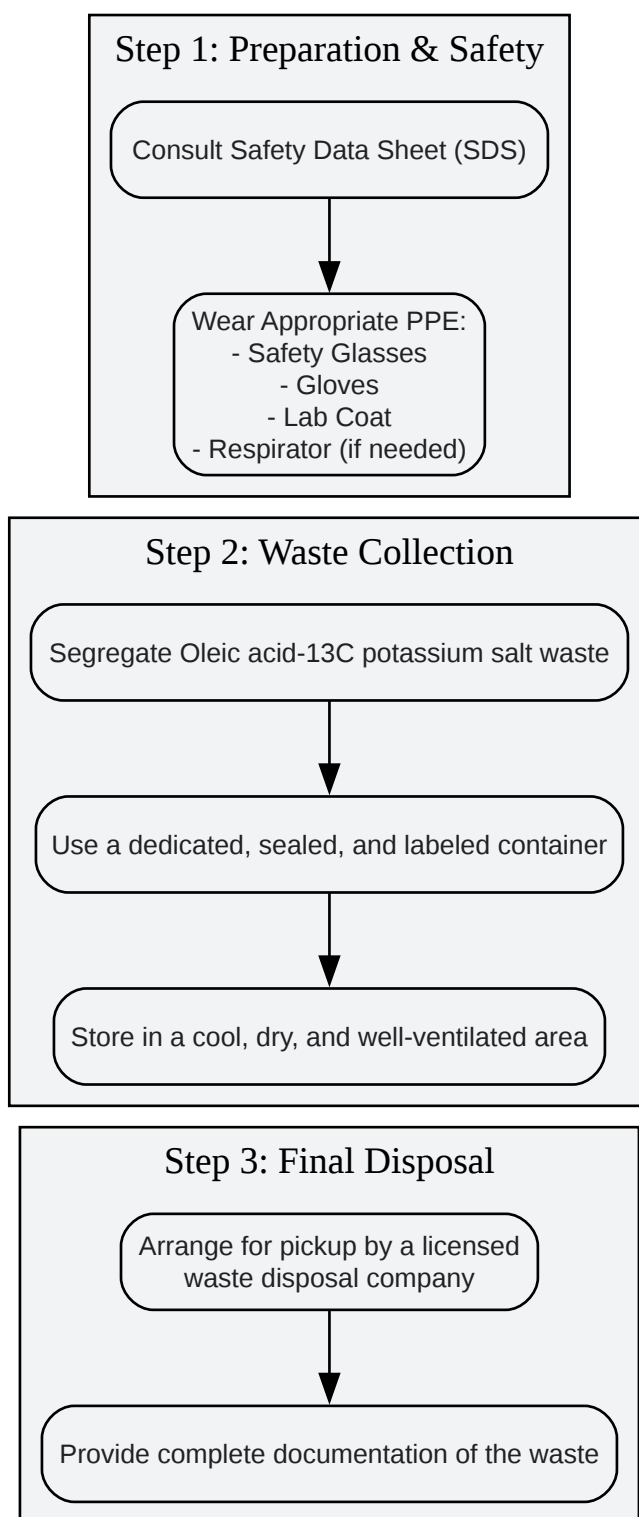 Step 1: Preparation & Safety
Consult Safety Data Sheet (SDS)
Wear Appropriate PPE:
- Safety Glasses
- Gloves
- Lab Coat
- Respirator (if needed)
Step 2: Waste Collection
Segregate Oleic acid-13C potassium salt waste
Use a dedicated, sealed, and labeled container
Store in a cool, dry, and well-ventilated area
Step 3: Final Disposal
Arrange for pickup by a licensed
waste disposal company
Provide complete documentation of the waste